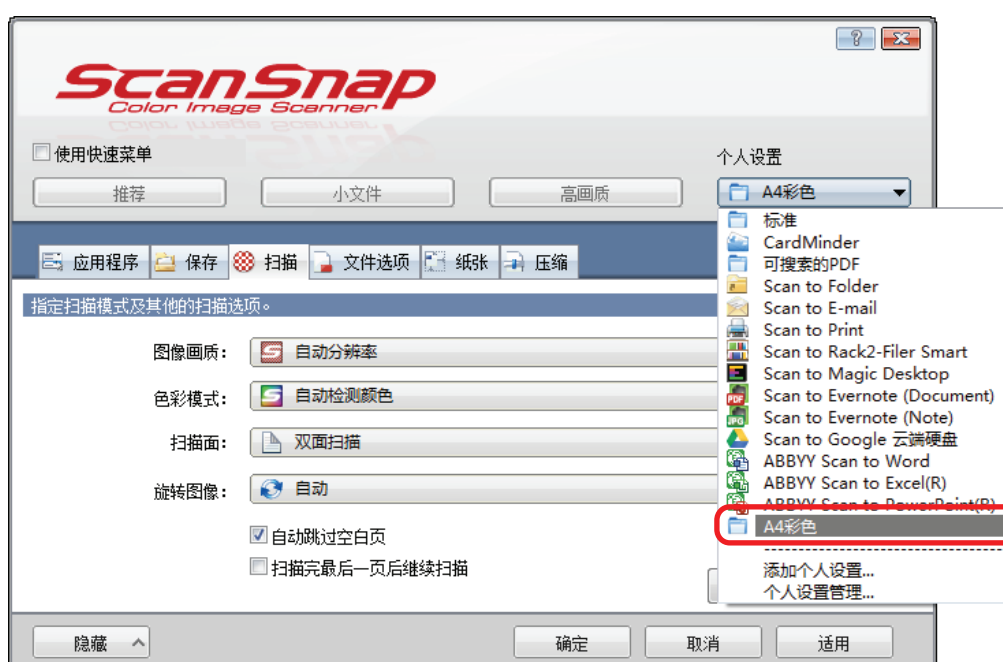 ScanSnap
Color Image Scanner
使用快速菜单
个人设置
推荐
小文件
高画质
A4彩色
标准
CardMinder
可搜索的PDF
Scan to Folder
Scan to E-mail
Scan to Print
Scan to Rack2-Filer Smart
Scan to Magic Desktop
Scan to Evernote (Document)
Scan to Evernote (Note)
Scan to Google 云端硬盘
ABBYY Scan to Word
ABBYY Scan to Excel(R)
ABBYY Scan to PowerPoint(R)
A4彩色
添加个人设置...
个人设置管理...
应用程序 保存 扫描 文件选项 纸张 压缩
指定扫描模式及其他的扫描选项。
图像画质: 自动分辨率
色彩模式: 自动检测颜色
扫描面: 双面扫描
旋转图像: 自动
自动跳过空白页
扫描完最后一页后继续扫描
隐藏
确定
取消
适用